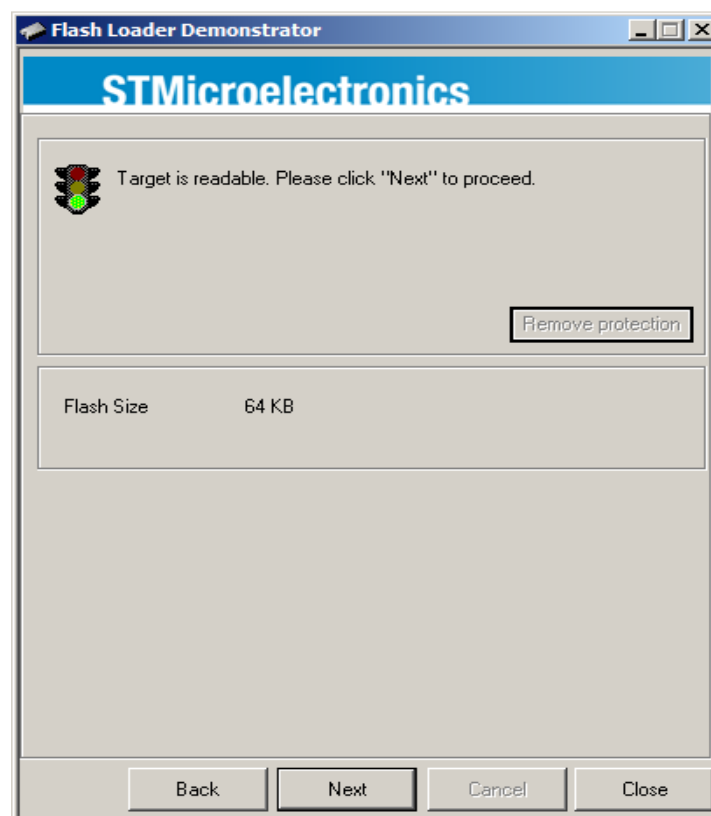 Flash Loader Demonstrator
STMicroelectronics
Target is readable. Please click "Next" to proceed.
Remove protection
Flash Size 64 KB
Back Next Cancel Close